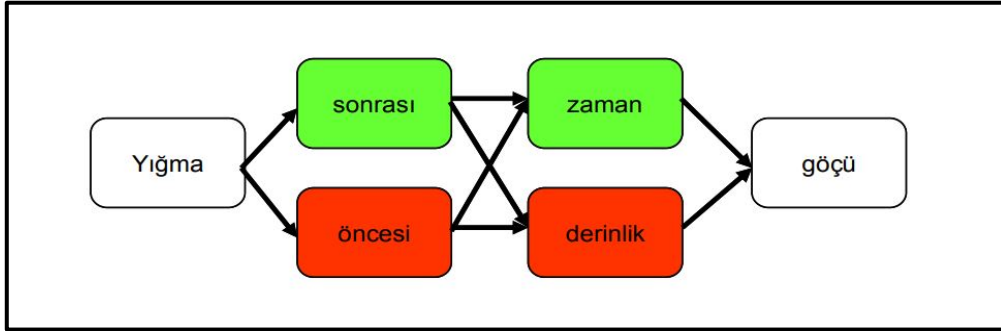 Yığma
sonrası
öncesi
zaman
derinlik
göçü